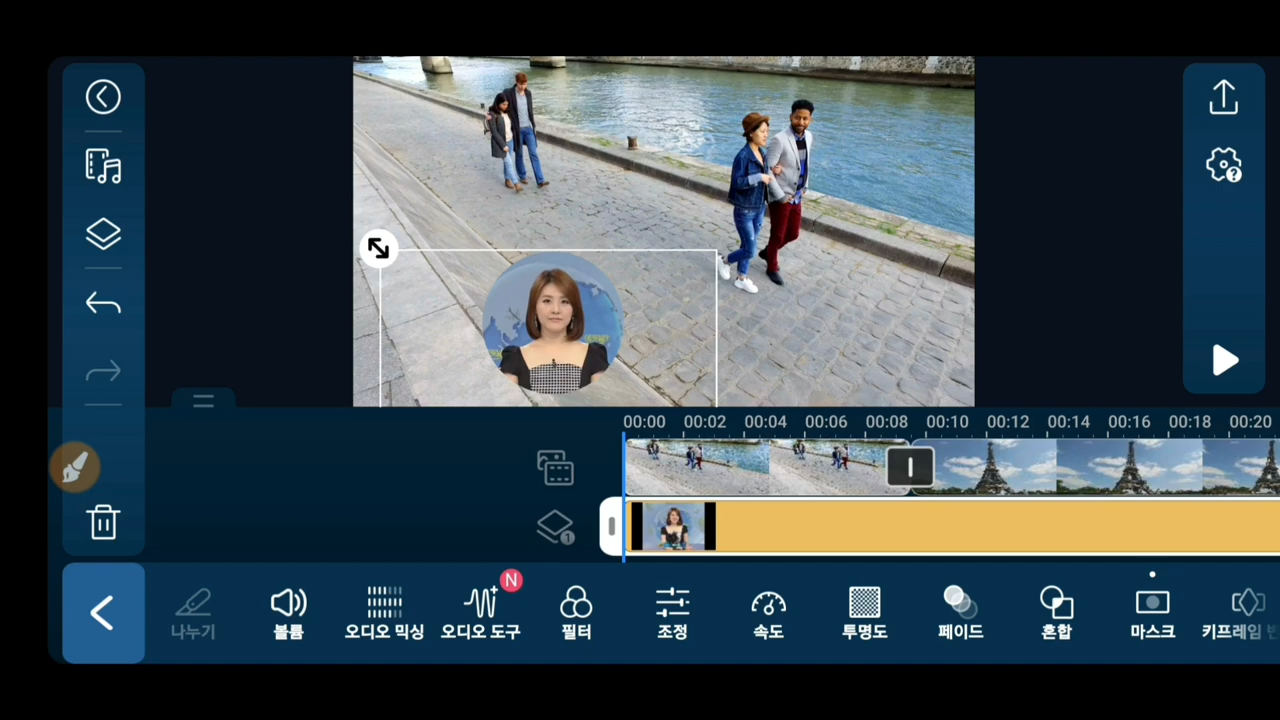 00:00 00:02 00:04 00:06 00:08 00:10 00:12 00:14 00:16 00:18 00:20
1
N
나누기 볼륨 오디오 믹싱 오디오 도구 필터 조정 속도 투명도 페이드 혼합 마스크 키프레임